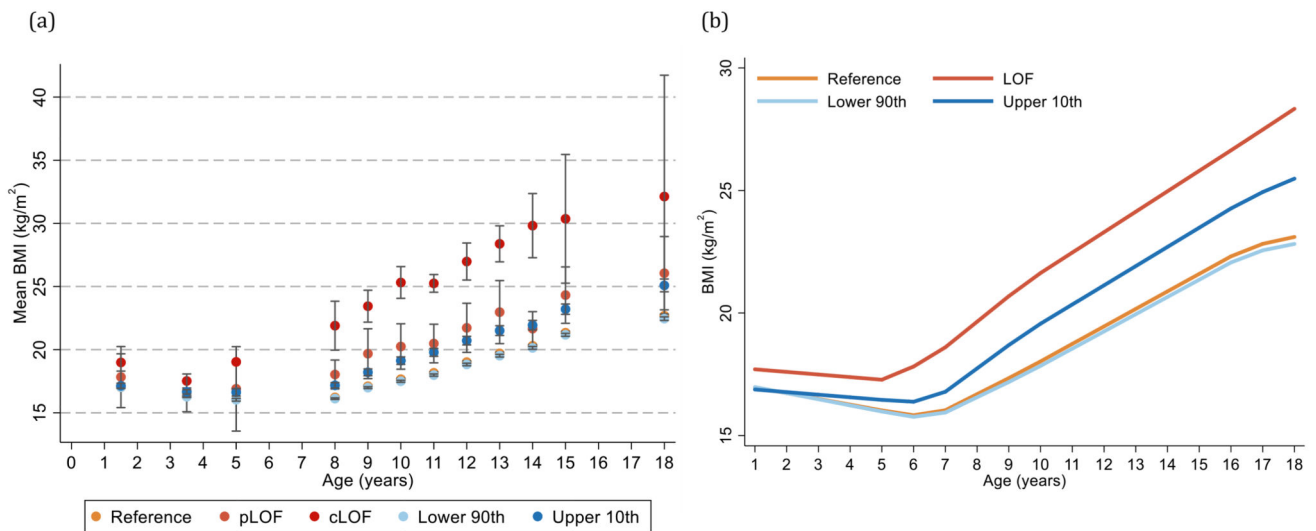 (a)
Mean BMI (kg/m²)
40
35
30
25
20
15
0 1 2 3 4 5 6 7 8 9 10 11 12 13 14 15 16 17 18
Age (years)
Reference pLOF cLOF Lower 90th Upper 10th
(b)
Reference LOF
Lower 90th Upper 10th
BMI (kg/m²)
30
25
20
15
1 2 3 4 5 6 7 8 9 10 11 12 13 14 15 16 17 18
Age (years)